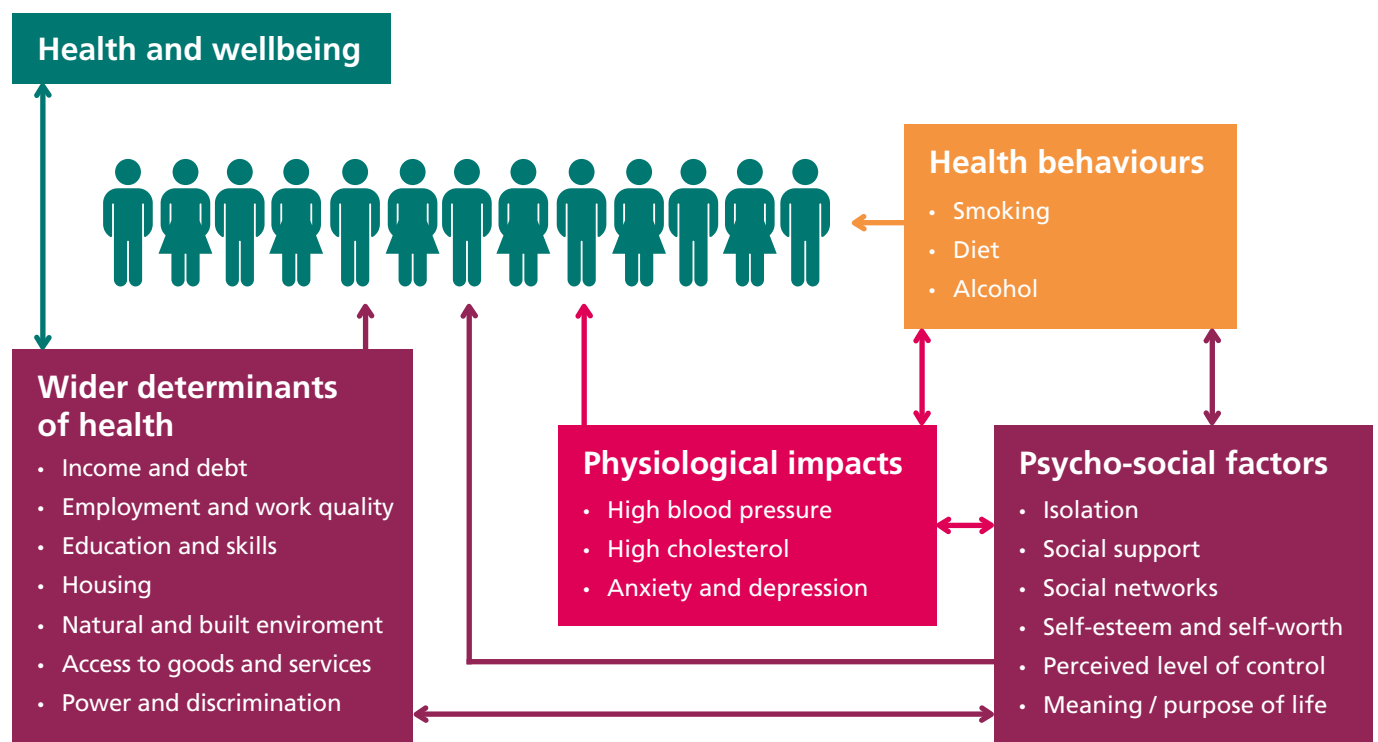 Health and wellbeing
Health behaviours
• Smoking
• Diet
• Alcohol
Wider determinants
of health
• Income and debt
• Employment and work quality
• Education and skills
• Housing
• Natural and built enviroment
• Access to goods and services
• Power and discrimination
Physiological impacts
• High blood pressure
• High cholesterol
• Anxiety and depression
Psycho-social factors
• Isolation
• Social support
• Social networks
• Self-esteem and self-worth
• Perceived level of control
• Meaning / purpose of life